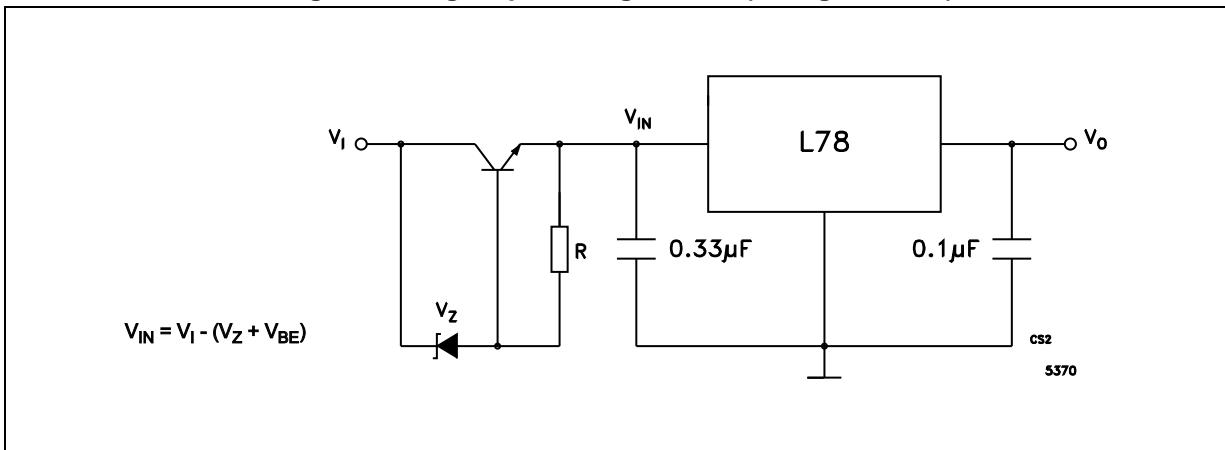 V_I
V_IN
L78
V_O
R
0.33µF
0.1µF
V_Z
V_IN = V_I - (V_Z + V_BE)
CS2
5370